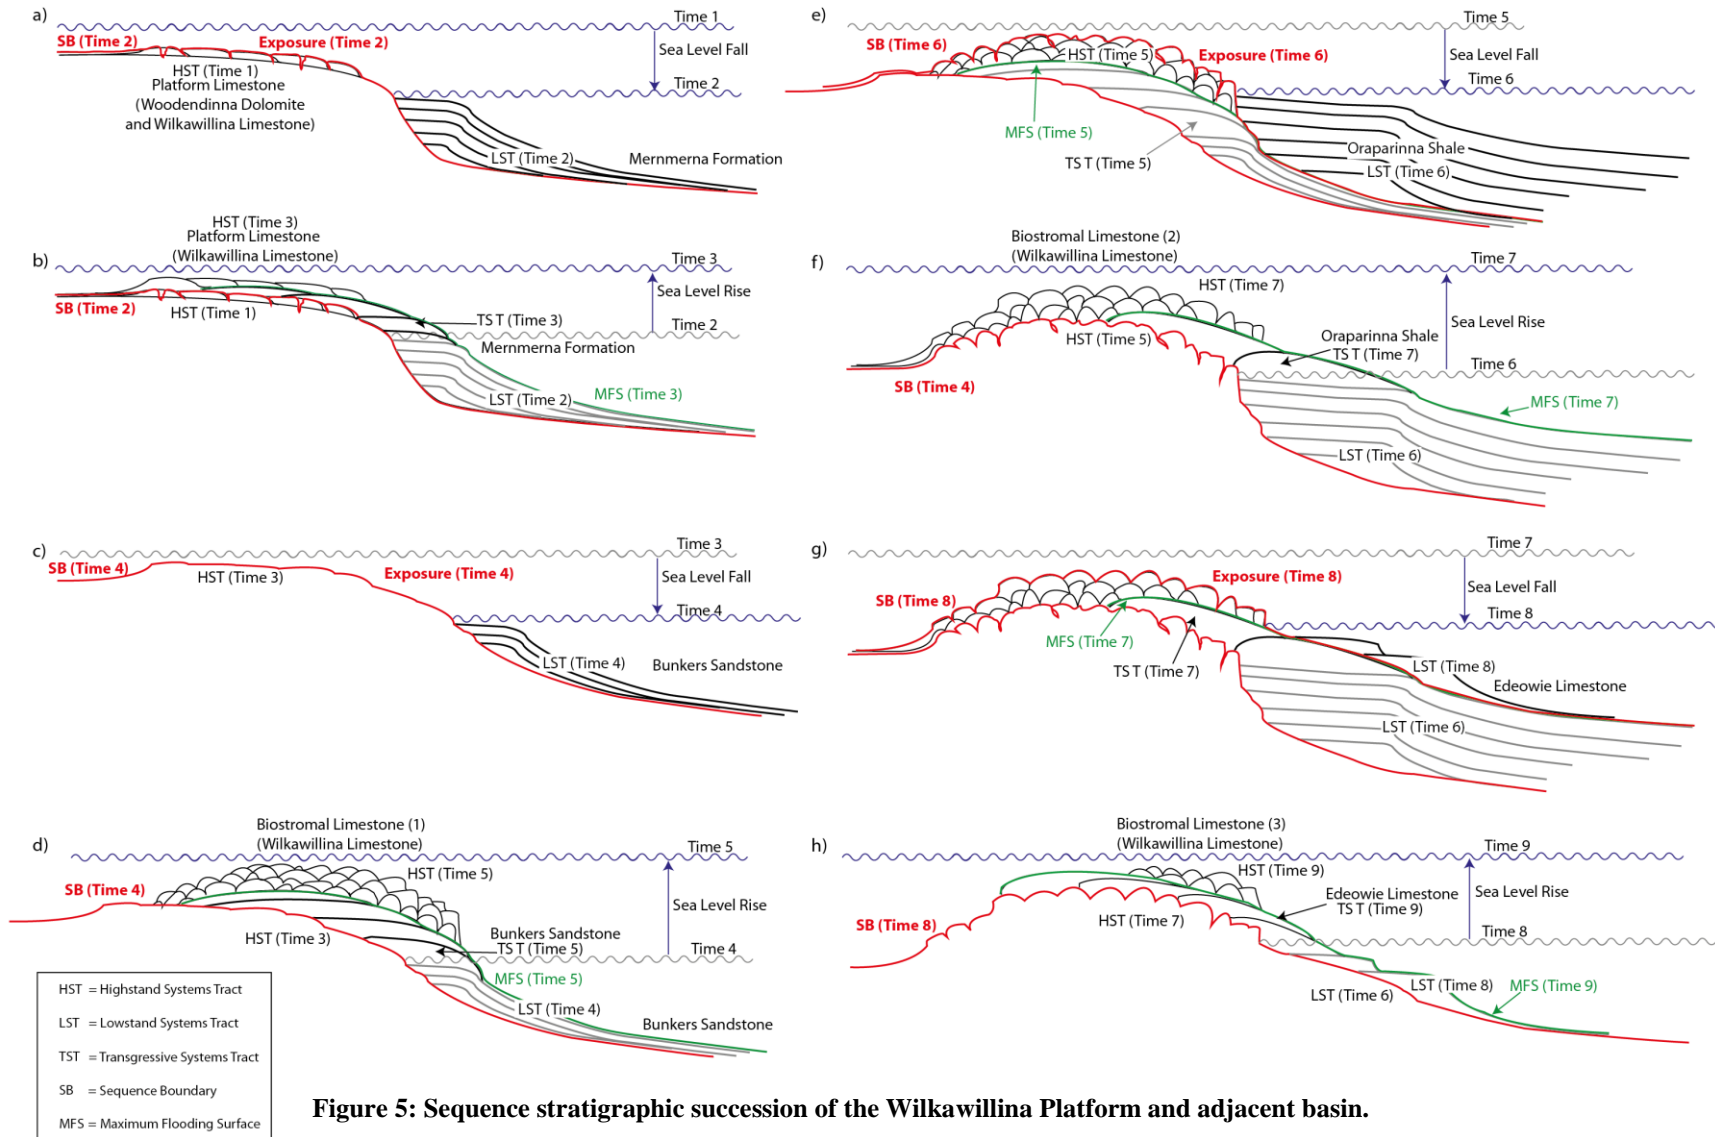 a)
Time 1
SB (Time 2)
Exposure (Time 2)
Sea Level Fall
HST (Time 1)
Platform Limestone
(Woodendinna Dolomite
and Wilkawillina Limestone)
Time 2
LST (Time 2)
Mernmerna Formation
b)
HST (Time 3)
Platform Limestone
(Wilkawillina Limestone)
Time 3
SB (Time 2)
HST (Time 1)
Sea Level Rise
TS T (Time 3)
Time 2
Mernmerna Formation
LST (Time 2)
MFS (Time 3)
c)
Time 3
SB (Time 4)
HST (Time 3)
Exposure (Time 4)
Sea Level Fall
Time 4
LST (Time 4)
Bunkers Sandstone
d)
Biostromal Limestone (1)
(Wilkawillina Limestone)
Time 5
HST (Time 5)
SB (Time 4)
Sea Level Rise
HST (Time 3)
Bunkers Sandstone
TS T (Time 5)
Time 4
MFS (Time 5)
LST (Time 4)
Bunkers Sandstone
HST = Highstand Systems Tract
LST = Lowstand Systems Tract
TST = Transgressive Systems Tract
SB = Sequence Boundary
MFS = Maximum Flooding Surface
e)
Time 5
SB (Time 6)
HST (Time 5)
Exposure (Time 6)
Sea Level Fall
Time 6
MFS (Time 5)
TS T (Time 5)
Oraparinna Shale
LST (Time 6)
f)
Biostromal Limestone (2)
(Wilkawillina Limestone)
Time 7
HST (Time 7)
HST (Time 5)
Sea Level Rise
Oraparinna Shale
TS T (Time 7)
Time 6
SB (Time 4)
MFS (Time 7)
LST (Time 6)
g)
Time 7
Exposure (Time 8)
Sea Level Fall
SB (Time 8)
Time 8
MFS (Time 7)
TS T (Time 7)
LST (Time 8)
Edeowie Limestone
LST (Time 6)
h)
Biostromal Limestone (3)
(Wilkawillina Limestone)
Time 9
HST (Time 9)
Edeowie Limestone
TS T (Time 9)
Sea Level Rise
HST (Time 7)
SB (Time 8)
Time 8
LST (Time 8)
LST (Time 6)
MFS (Time 9)
Figure 5: Sequence stratigraphic succession of the Wilkawillina Platform and adjacent basin.